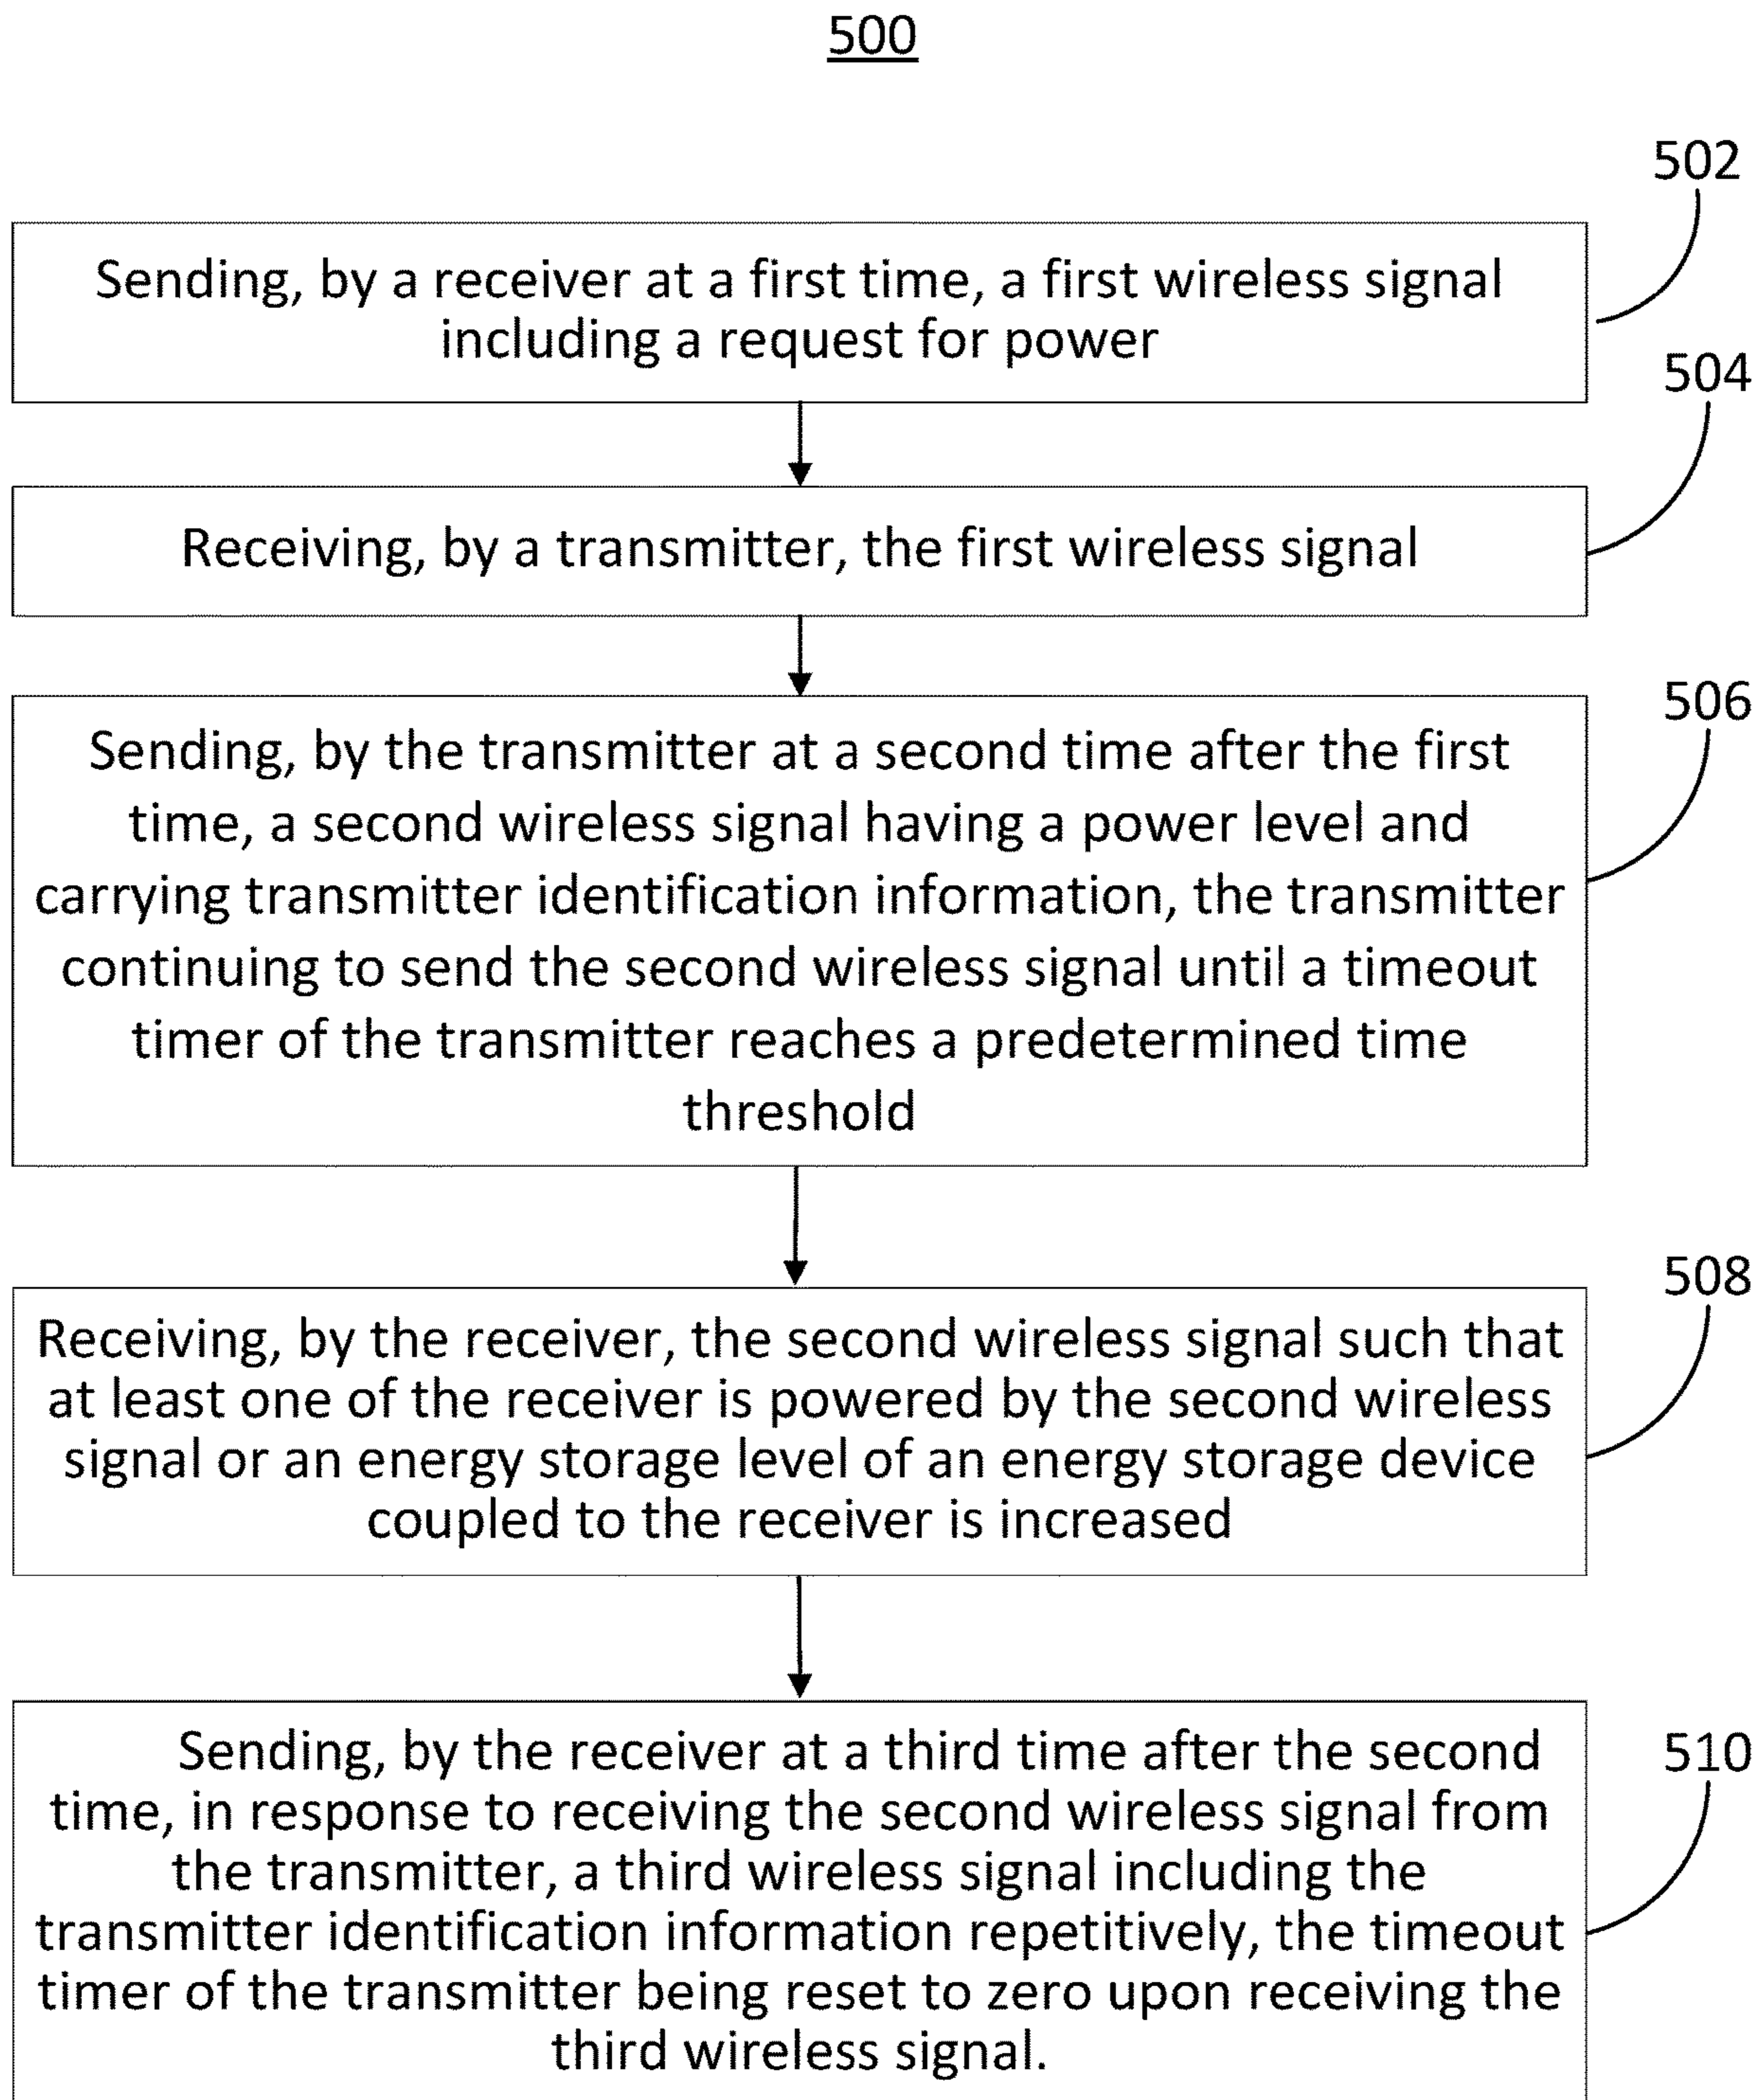 500
502
Sending, by a receiver at a first time, a first wireless signal
including a request for power
504
Receiving, by a transmitter, the first wireless signal
506
Sending, by the transmitter at a second time after the first
time, a second wireless signal having a power level and
carrying transmitter identification information, the transmitter
continuing to send the second wireless signal until a timeout
timer of the transmitter reaches a predetermined time
threshold
508
Receiving, by the receiver, the second wireless signal such that
at least one of the receiver is powered by the second wireless
signal or an energy storage level of an energy storage device
coupled to the receiver is increased
510
Sending, by the receiver at a third time after the second
time, in response to receiving the second wireless signal from
the transmitter, a third wireless signal including the
transmitter identification information repetitively, the timeout
timer of the transmitter being reset to zero upon receiving the
third wireless signal.